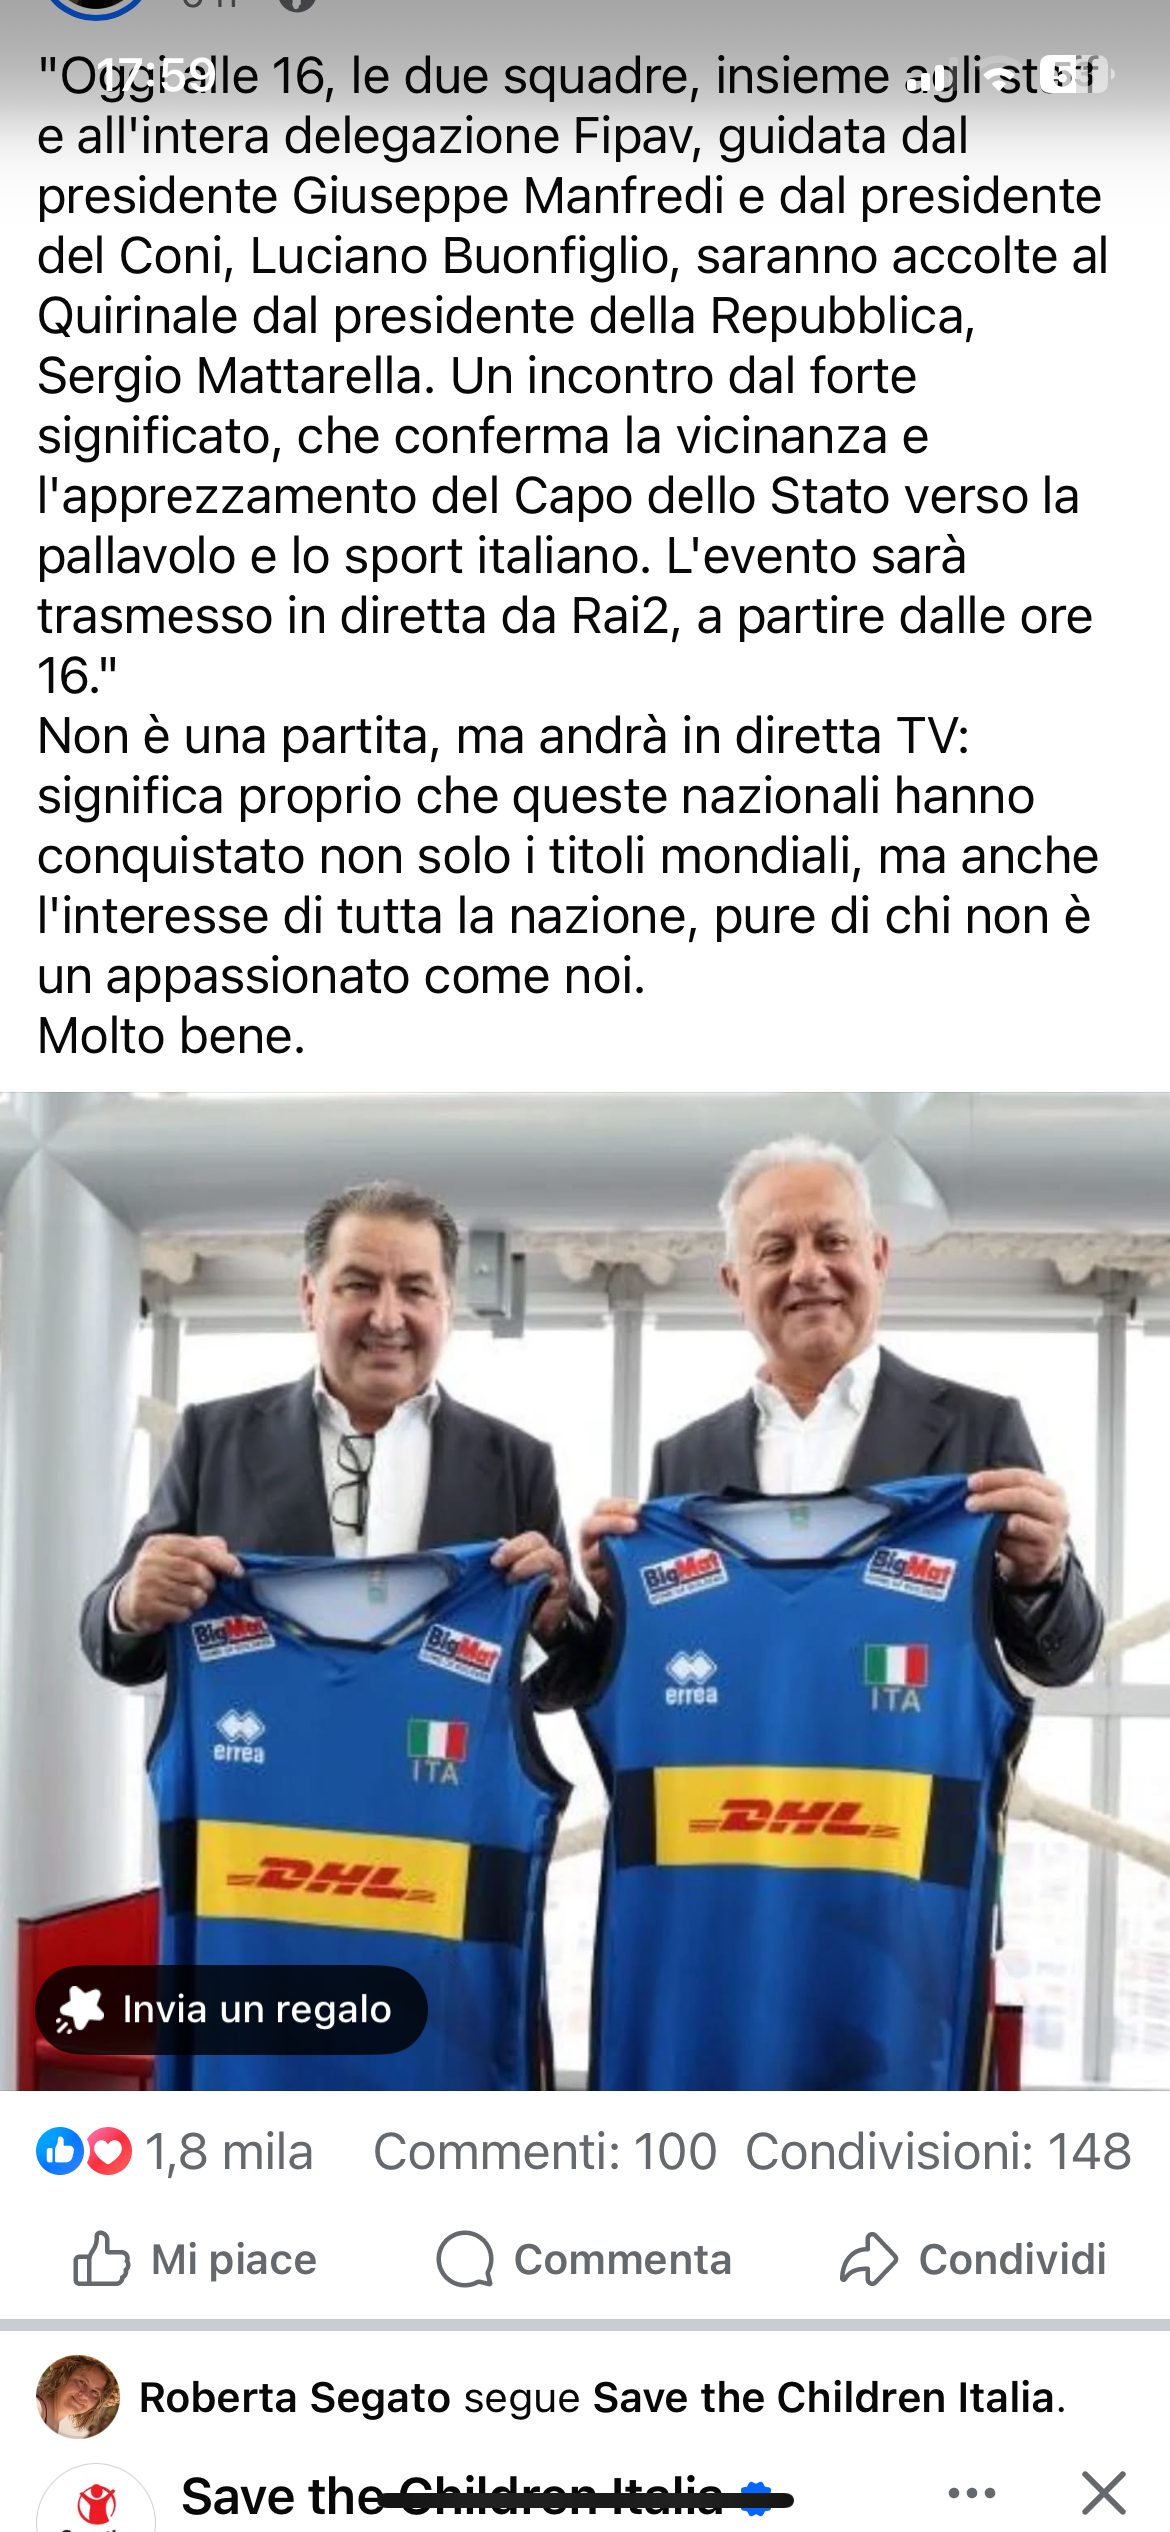 "Oggi alle 16, le due squadre, insieme agli staff
17:59
53
e all'intera delegazione Fipav, guidata dal
presidente Giuseppe Manfredi e dal presidente
del Coni, Luciano Buonfiglio, saranno accolte al
Quirinale dal presidente della Repubblica,
Sergio Mattarella. Un incontro dal forte
significato, che conferma la vicinanza e
l'apprezzamento del Capo dello Stato verso la
pallavolo e lo sport italiano. L'evento sarà
trasmesso in diretta da Rai2, a partire dalle ore
16."
Non è una partita, ma andrà in diretta TV:
significa proprio che queste nazionali hanno
conquistato non solo i titoli mondiali, ma anche
l'interesse di tutta la nazione, pure di chi non è
un appassionato come noi.
Molto bene.
BigMat BigMat
errea ITA
DHL
BigMat BigMat
errea ITA
DHL
Invia un regalo
1,8 mila Commenti: 100 Condivisioni: 148
Mi piace Commenta Condividi
Roberta Segato segue Save the Children Italia.
Save the Children Italia